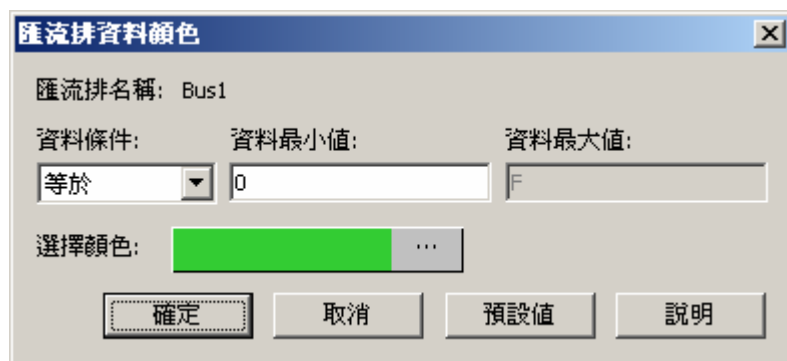 匯流排資料顏色
匯流排名稱: Bus1
資料條件: 資料最小值: 資料最大值:
等於 0 F
選擇顏色: ...
確定 取消 預設值 說明